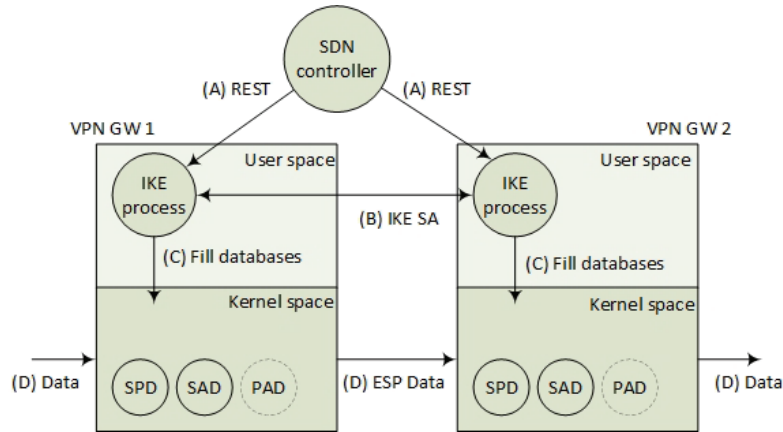 SDN
controller
(A) REST
(A) REST
VPN GW 1
VPN GW 2
User space
User space
IKE
process
IKE
process
(B) IKE SA
(C) Fill databases
(C) Fill databases
Kernel space
Kernel space
(D) Data
SPD
SAD
PAD
(D) ESP Data
SPD
SAD
PAD
(D) Data